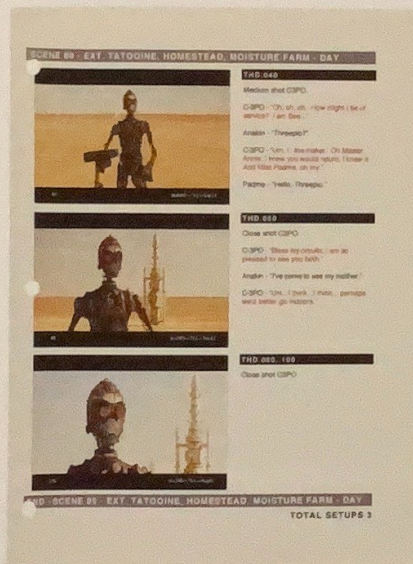 SCENE 89 - EXT. TATOOINE, HOMESTEAD, MOISTURE FARM - DAY
THD.040
Medium shot C3PO.
C-3PO - "Oh, oh, oh. How might I be of
service? I am See..
Anakin - "Threepio?"
C-3PO - "Um, I.. the maker. Oh Master
Annie. I knew you would return, I knew it
And Miss Padme, oh my."
Padme - "Hello, Threepio."
THD.060
Close shot C3PO
C-3PO - "Bless my circuits, I am so
pleased to see you both."
Anakin - "I've come to see my mother."
C-3PO - "Um... I think.. I think... perhaps
we'd better go indoors."
THD.080, 100
Close shot C3PO
END - SCENE 89 - EXT. TATOOINE, HOMESTEAD, MOISTURE FARM - DAY
TOTAL SETUPS 3